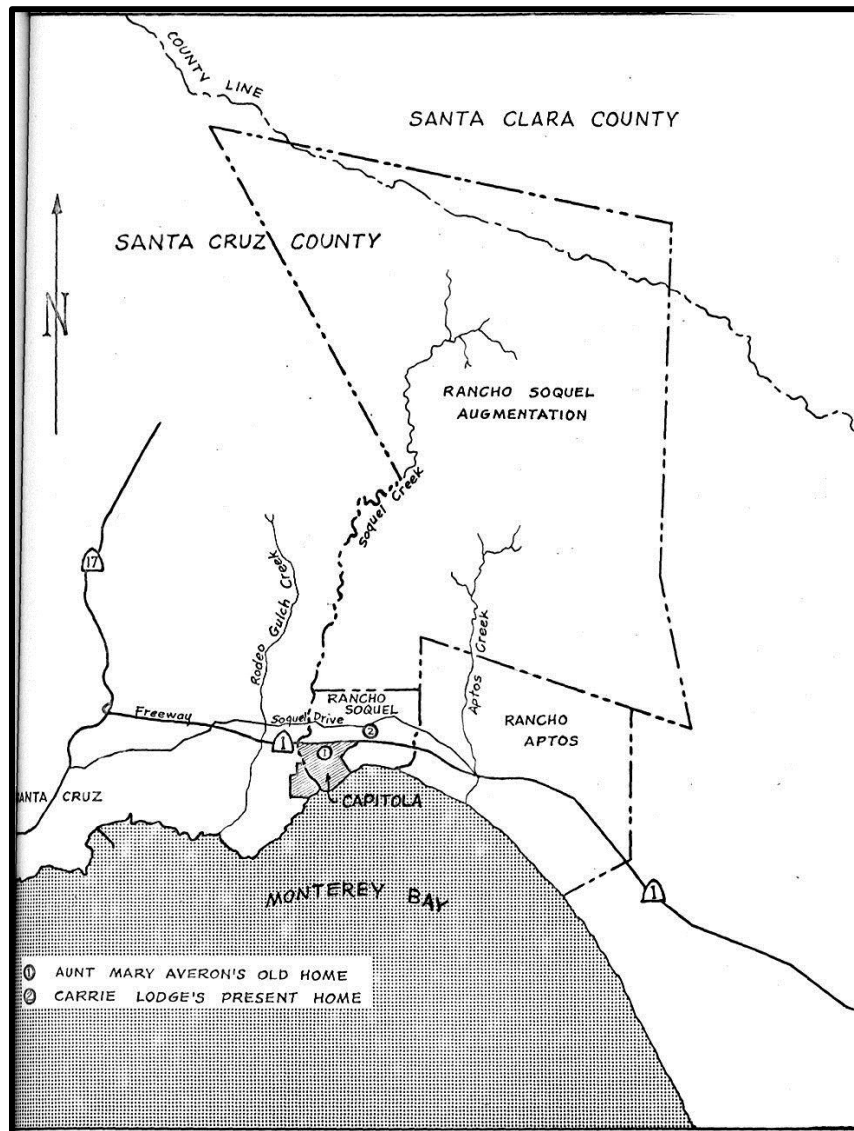 COUNTY LINE
SANTA CLARA COUNTY
SANTA CRUZ COUNTY
N
RANCHO SOQUEL
AUGMENTATION
Soquel Creek
17
Rodeo Gulch Creek
Aptos Creek
RANCHO
SOQUEL
RANCHO
APTOS
Freeway
Soquel Drive
2
1
1
SANTA CRUZ
CAPITOLA
MONTEREY BAY
1
1 AUNT MARY AVERON'S OLD HOME
2 CARRIE LODGE'S PRESENT HOME